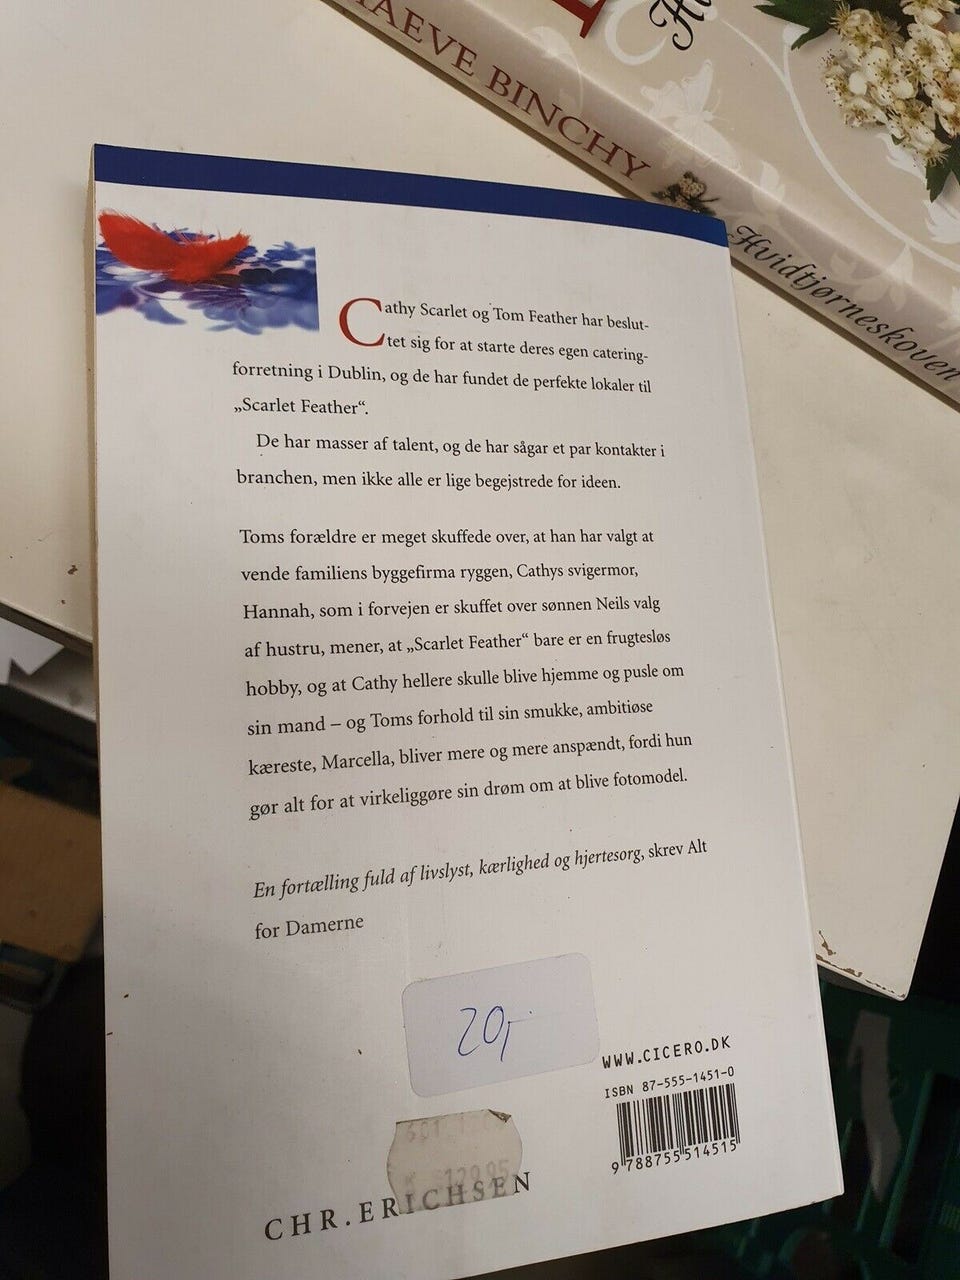 MAEVE BINCHY
Hvidtjørneskoven
Cathy Scarlet og Tom Feather har beslut-
tet sig for at starte deres egen catering-
forretning i Dublin, og de har fundet de perfekte lokaler til
„Scarlet Feather“.
De har masser af talent, og de har sågar et par kontakter i
branchen, men ikke alle er lige begejstrede for ideen.
Toms forældre er meget skuffede over, at han har valgt at
vende familiens byggefirma ryggen, Cathys svigermor,
Hannah, som i forvejen er skuffet over sønnen Neils valg
af hustru, mener, at „Scarlet Feather“ bare er en frugtesløs
hobby, og at Cathy hellere skulle blive hjemme og pusle om
sin mand – og Toms forhold til sin smukke, ambitiøse
kæreste, Marcella, bliver mere og mere anspændt, fordi hun
gør alt for at virkeliggøre sin drøm om at blive fotomodel.
En fortælling fuld af livslyst, kærlighed og hjertesorg, skrev Alt
for Damerne
20,-
WWW.CICERO.DK
ISBN 87-555-1451-0
9 788755 514515
129.95
CHR. ERICHSEN